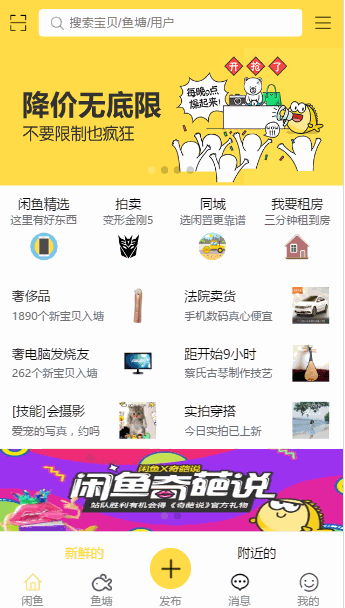 搜索宝贝/鱼塘/用户
开抢了
每晚9点
燥起来!
降价无底限
不要限制也疯狂
闲鱼精选
拍卖
同城
我要租房
这里有好东西
变形金刚5
选闲置更靠谱
三分钟租到房
奢侈品
法院卖货
1890个新宝贝入塘
手机数码真心便宜
奢电脑发烧友
距开始9小时
262个新宝贝入塘
蔡氏古琴制作技艺
[技能]会摄影
实拍穿搭
爱宠的写真,约吗
今日实拍已上新
闲鱼X奇葩说
闲鱼奇葩说
站队胜利有机会得《奇葩说》官方礼物
新鲜的
附近的
闲鱼
鱼塘
发布
消息
我的